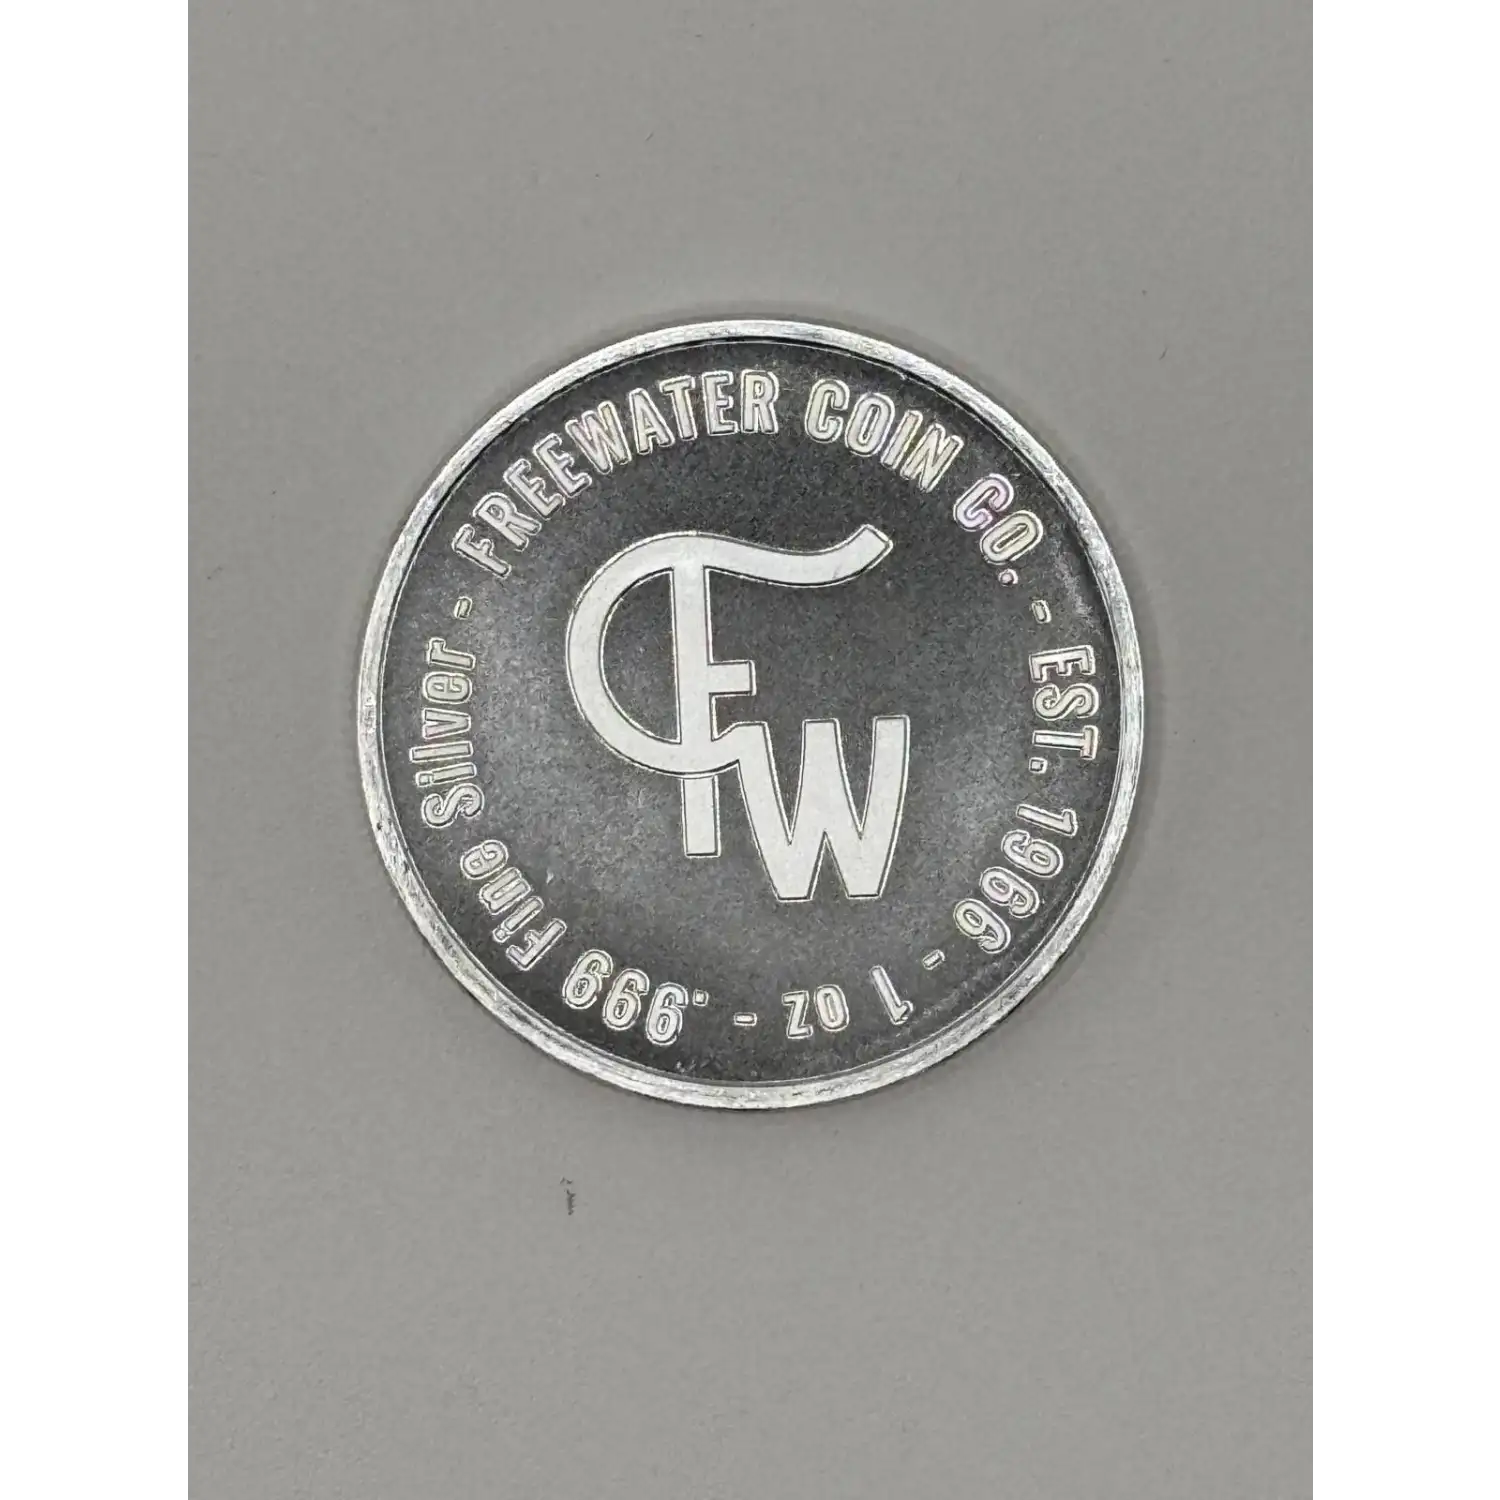 FREEWATER COIN CO. - EST. 1966 - 1 OZ - .999 Fine Silver -
FW